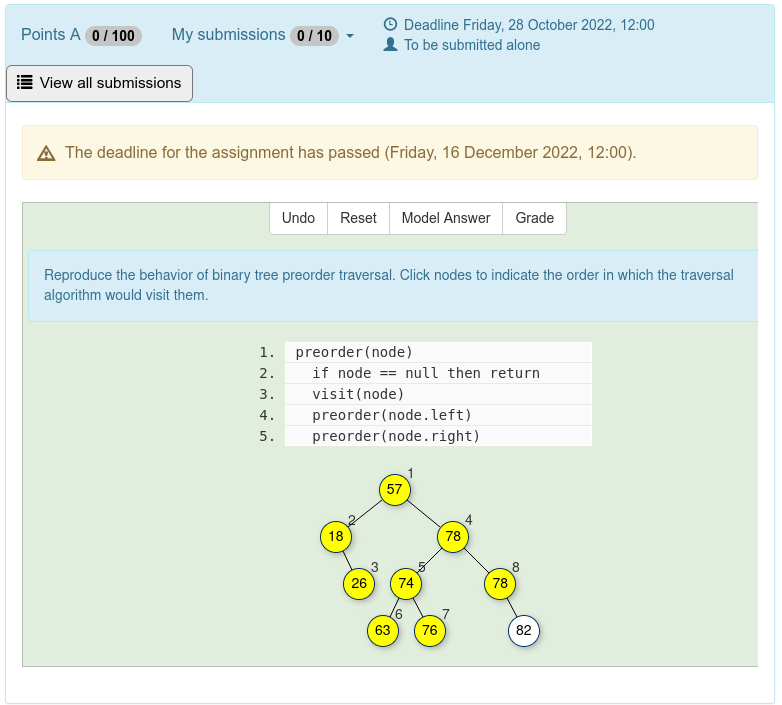 Points A 0 / 100 My submissions 0 / 10
Deadline Friday, 28 October 2022, 12:00
To be submitted alone
View all submissions
The deadline for the assignment has passed (Friday, 16 December 2022, 12:00).
Undo Reset Model Answer Grade
Reproduce the behavior of binary tree preorder traversal. Click nodes to indicate the order in which the traversal
algorithm would visit them.
1. preorder(node)
2. if node == null then return
3. visit(node)
4. preorder(node.left)
5. preorder(node.right)
1
57
2 4
18 78
3 5 8
26 74 78
6 7
63 76 82